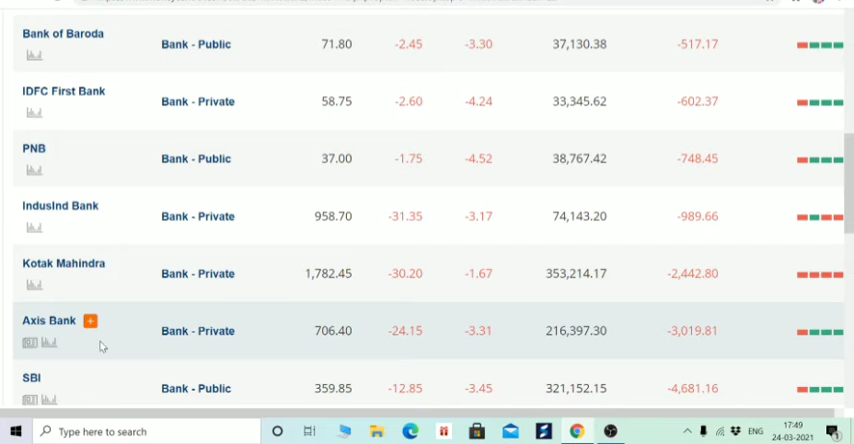 Bank of Baroda Bank - Public 71.80 -2.45 -3.30 37,130.38 -517.17
IDFC First Bank Bank - Private 58.75 -2.60 -4.24 33,345.62 -602.37
PNB Bank - Public 37.00 -1.75 -4.52 38,767.42 -748.45
IndusInd Bank Bank - Private 958.70 -31.35 -3.17 74,143.20 -989.66
Kotak Mahindra Bank - Private 1,782.45 -30.20 -1.67 353,214.17 -2,442.80
Axis Bank + Bank - Private 706.40 -24.15 -3.31 216,397.30 -3,019.81
SBI Bank - Public 359.85 -12.85 -3.45 321,152.15 -4,681.16
Type here to search ENG 17:49
24-03-2021